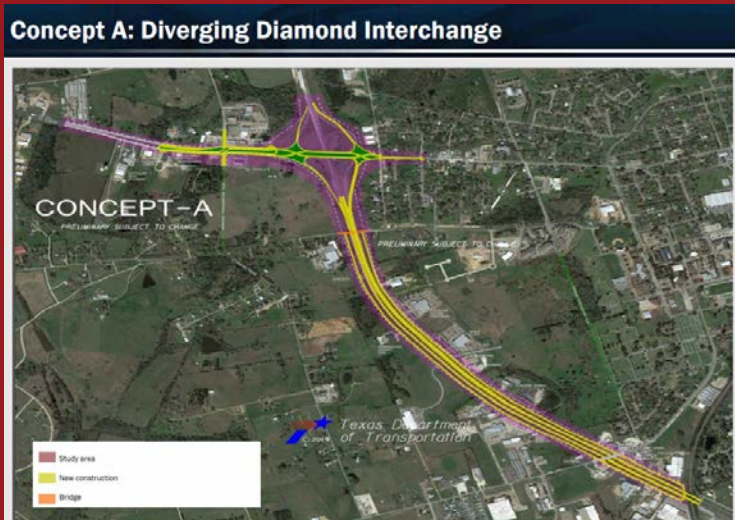 Concept A: Diverging Diamond Interchange
CONCEPT-A
PRELIMINARY SUBJECT TO CHANGE
PRELIMINARY SUBJECT TO CHANGE
Texas Department
of Transportation
Study area
New construction
Bridge